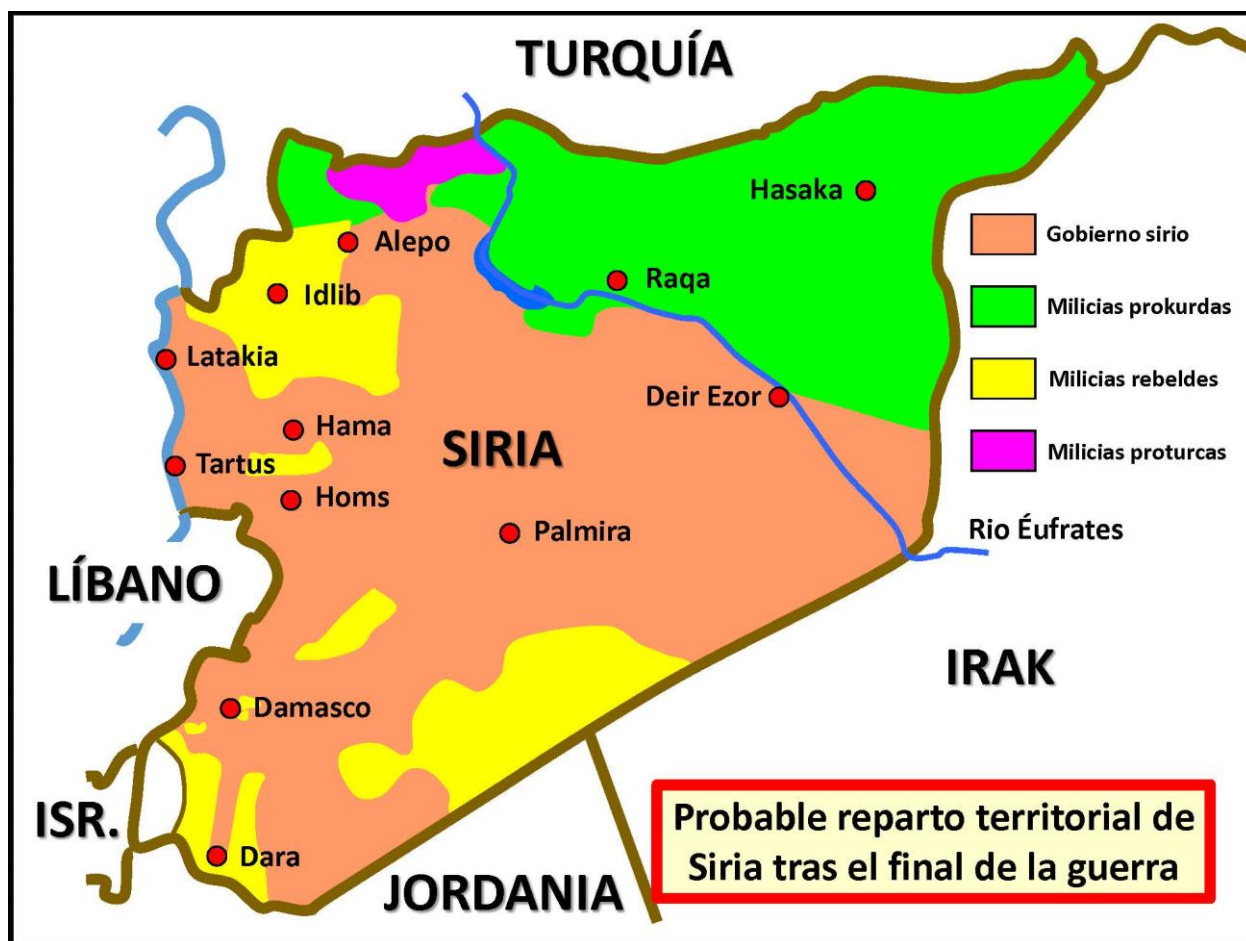 TURQUÍA
Hasaka
Gobierno sirio
Alepo
Raqa
Idlib
Milicias prokurdas
Latakia
Milicias rebeldes
Deir Ezor
Hama
SIRIA
Milicias proturcas
Tartus
Homs
Palmira
Rio Éufrates
LÍBANO
IRAK
Damasco
ISR.
Dara
JORDANIA
Probable reparto territorial de
Siria tras el final de la guerra